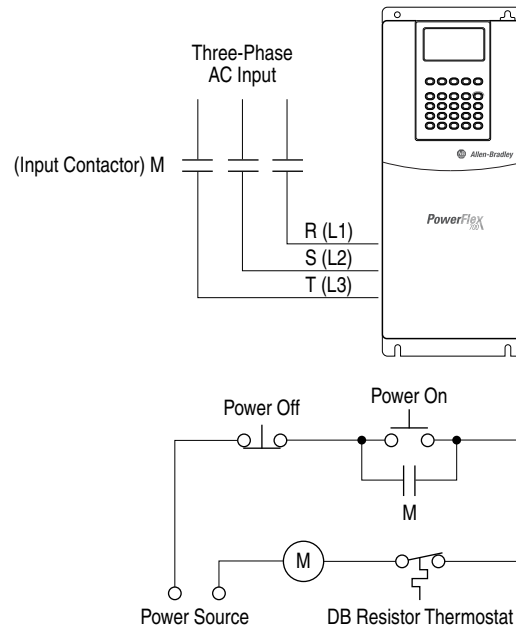 Three-Phase
AC Input
(Input Contactor) M
Allen-Bradley
PowerFlex
700
R (L1)
S (L2)
T (L3)
Power Off
Power On
M
M
Power Source
DB Resistor Thermostat